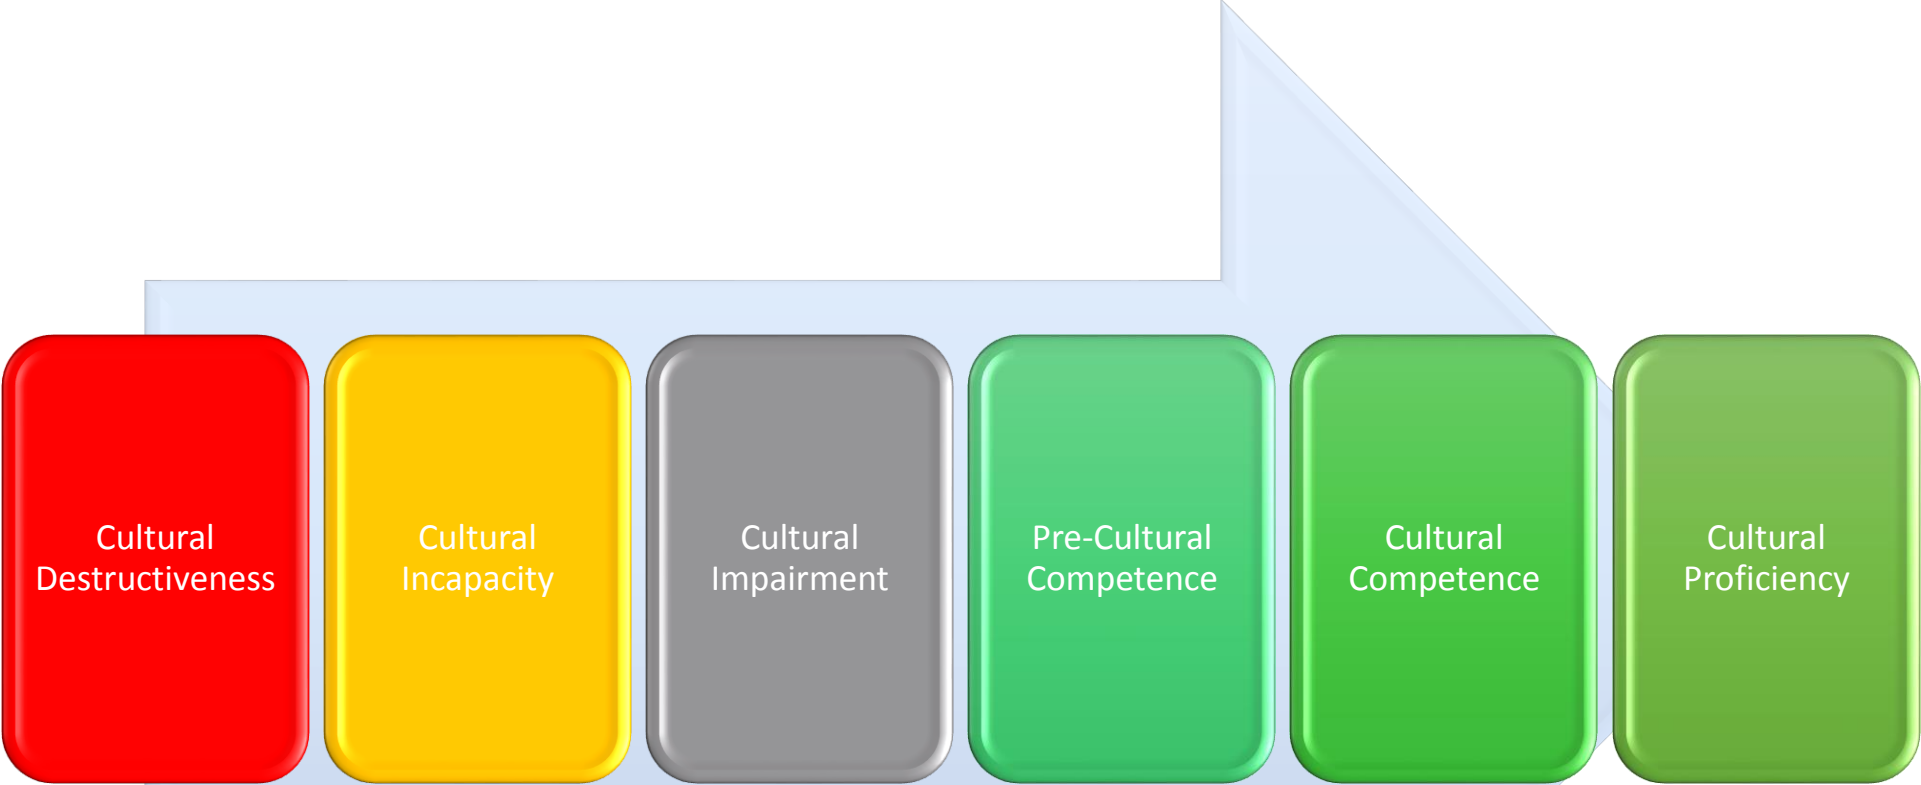 Cultural
Destructiveness
Cultural
Incapacity
Cultural
Impairment
Pre-Cultural
Competence
Cultural
Competence
Cultural
Proficiency